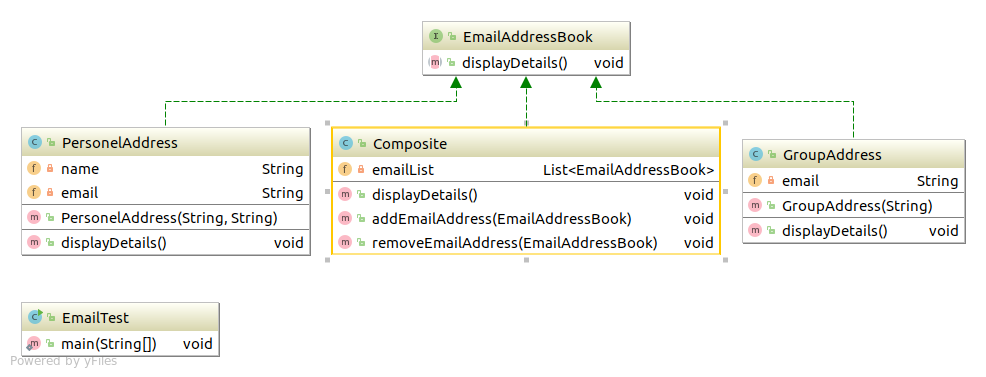 EmailAddressBook
displayDetails() void
PersonelAddress
name String
email String
PersonelAddress(String, String)
displayDetails() void
Composite
emailList List<EmailAddressBook>
displayDetails() void
addEmailAddress(EmailAddressBook) void
removeEmailAddress(EmailAddressBook) void
GroupAddress
email String
GroupAddress(String)
displayDetails() void
EmailTest
main(String[]) void
Powered by yFiles